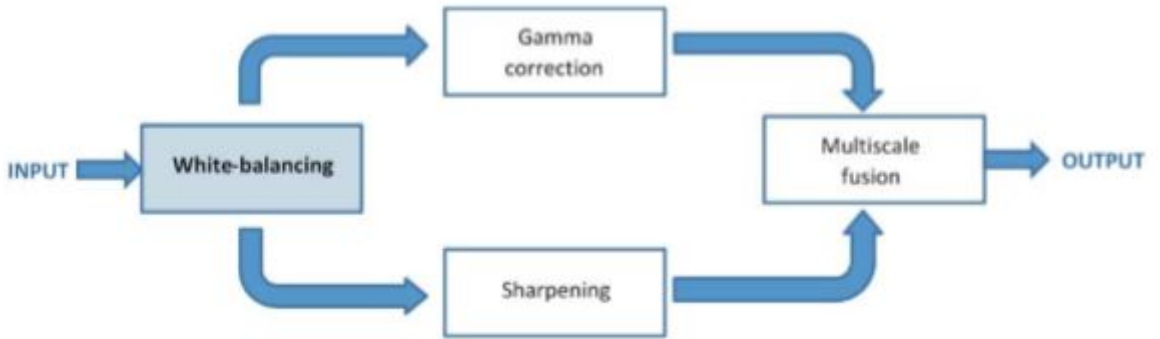 INPUT
White-balancing
Gamma
correction
Sharpening
Multiscale
fusion
OUTPUT